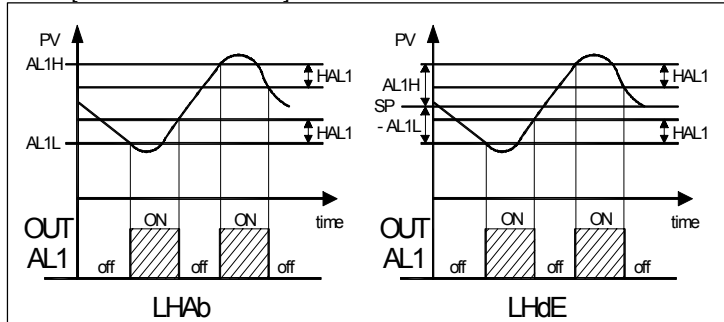 PV
AL1H
HAL1
HAL1
AL1L
time
OUT
AL1
off
ON
off
ON
off
LHAb
PV
AL1H
SP
- AL1L
HAL1
HAL1
time
OUT
AL1
off
ON
off
ON
off
LHdE